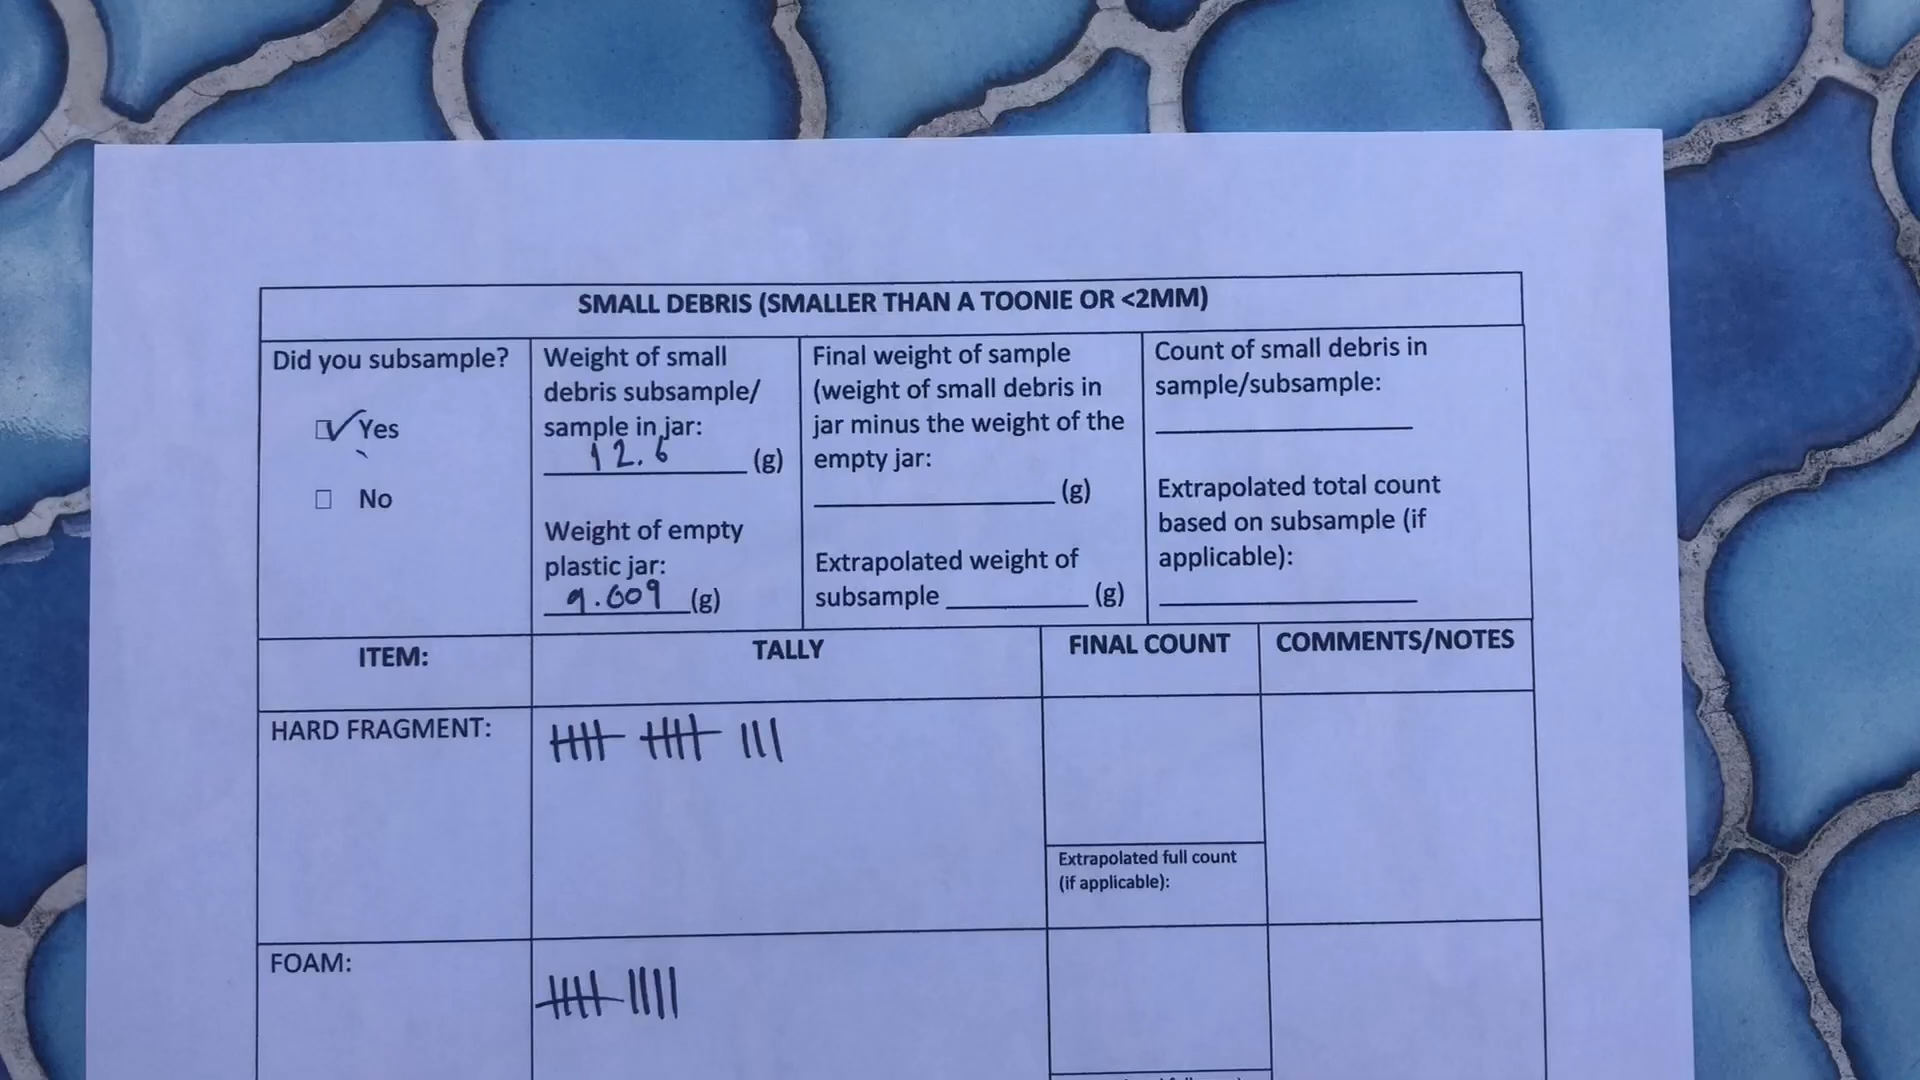 SMALL DEBRIS (SMALLER THAN A TOONIE OR <2MM)
Did you subsample?
Yes
No
Weight of small
debris subsample/
sample in jar:
12.6 (g)
Weight of empty
plastic jar:
9.609 (g)
Final weight of sample
(weight of small debris in
jar minus the weight of the
empty jar:
(g)
Extrapolated weight of
subsample (g)
Count of small debris in
sample/subsample:
Extrapolated total count
based on subsample (if
applicable):
ITEM: TALLY FINAL COUNT COMMENTS/NOTES
HARD FRAGMENT:
Extrapolated full count
(if applicable):
FOAM: